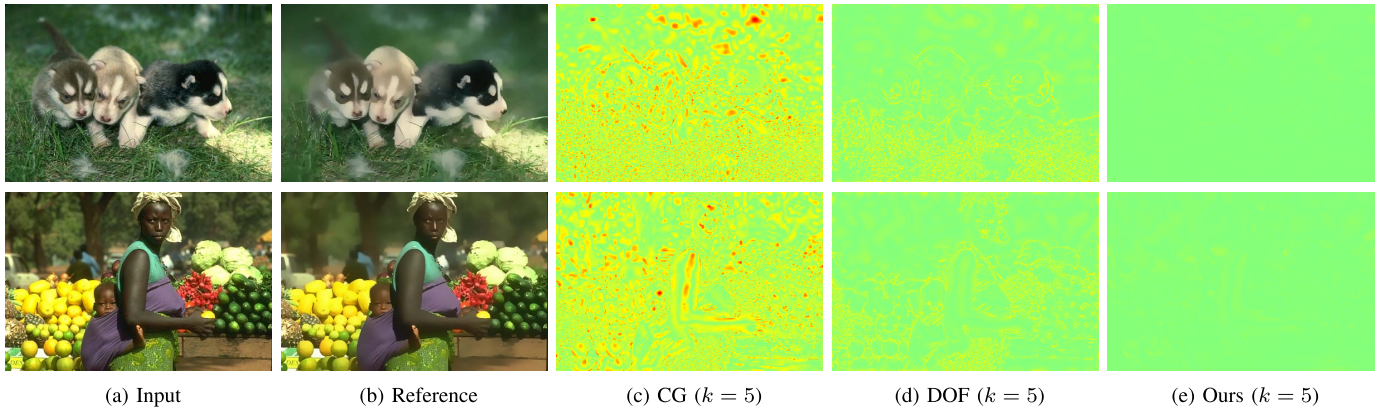 (a) Input
(b) Reference
(c) CG (k = 5)
(d) DOF (k = 5)
(e) Ours (k = 5)